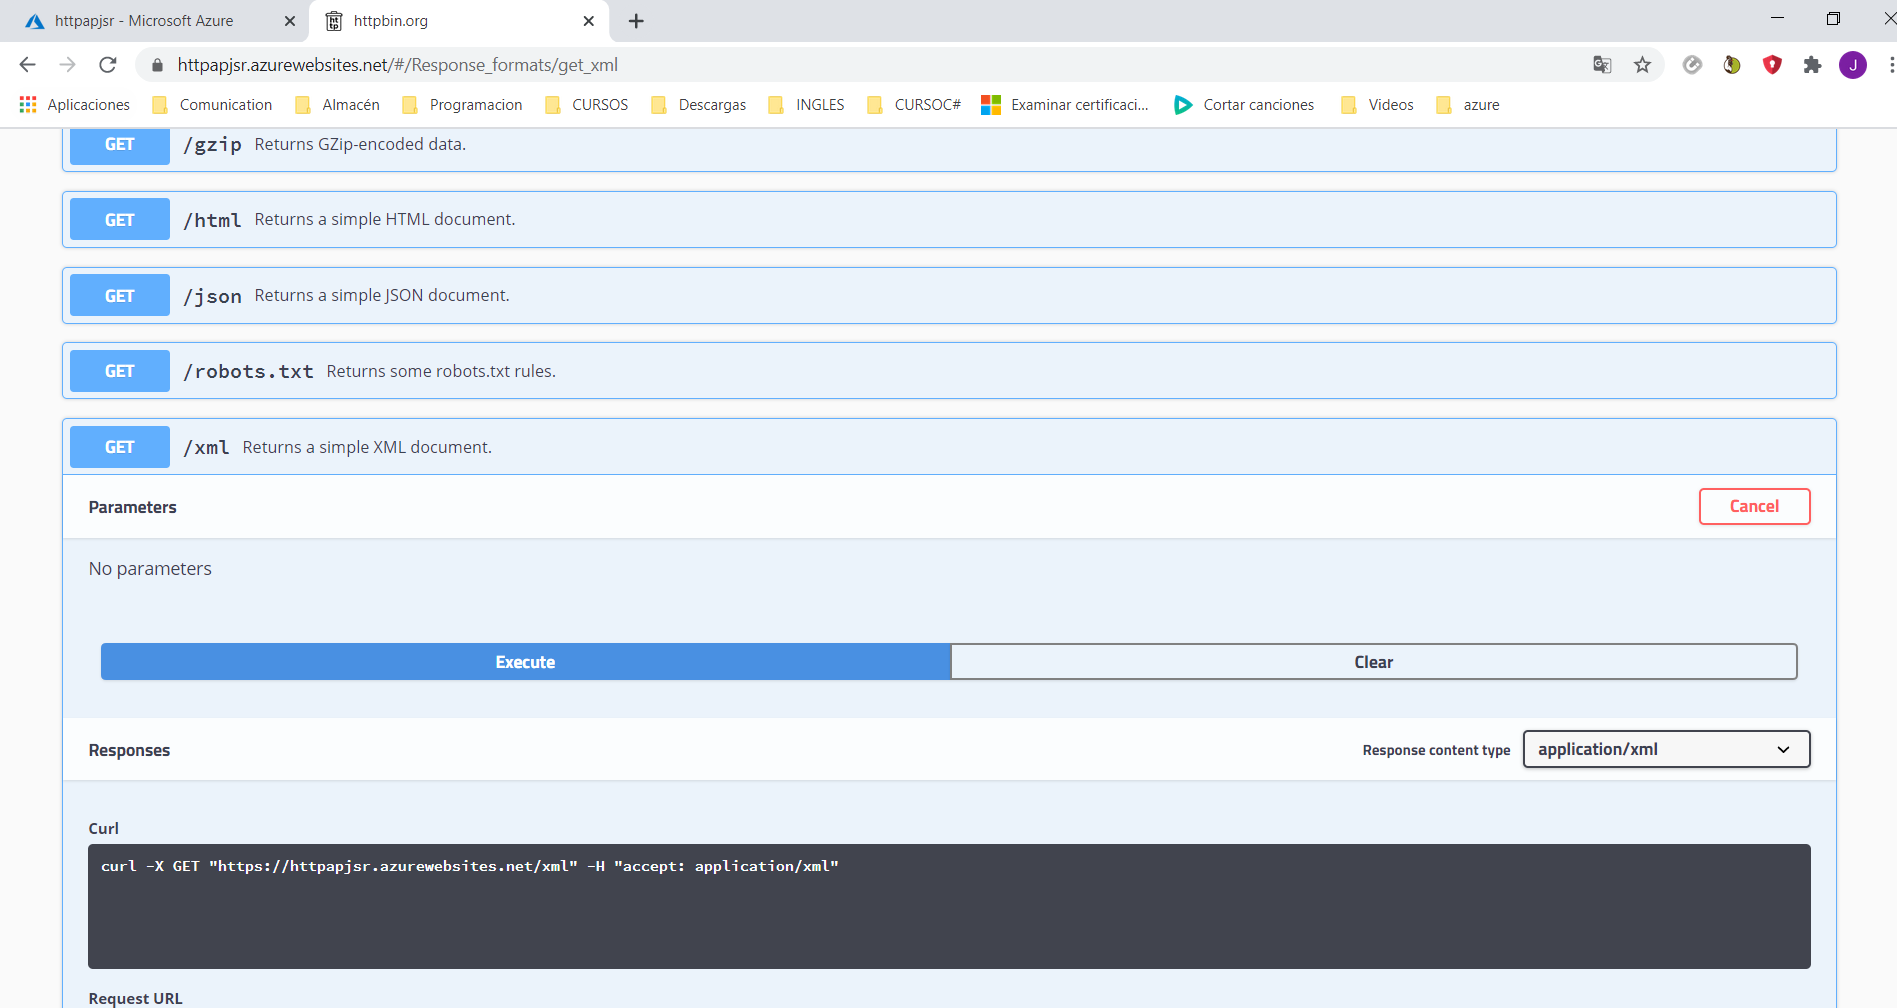 httpapjsr - Microsoft Azure
httpbin.org
httpapjsr.azurewebsites.net/#/Response_formats/get_xml
J
Aplicaciones Comunication Almacén Programacion CURSOS Descargas INGLES CURSOC# Examinar certificaci... Cortar canciones Videos azure
GET /gzip Returns GZip-encoded data.
GET /html Returns a simple HTML document.
GET /json Returns a simple JSON document.
GET /robots.txt Returns some robots.txt rules.
GET /xml Returns a simple XML document.
Parameters Cancel
No parameters
Execute Clear
Responses Response content type application/xml
Curl
curl -X GET "https://httpapjsr.azurewebsites.net/xml" -H "accept: application/xml"
Request URL